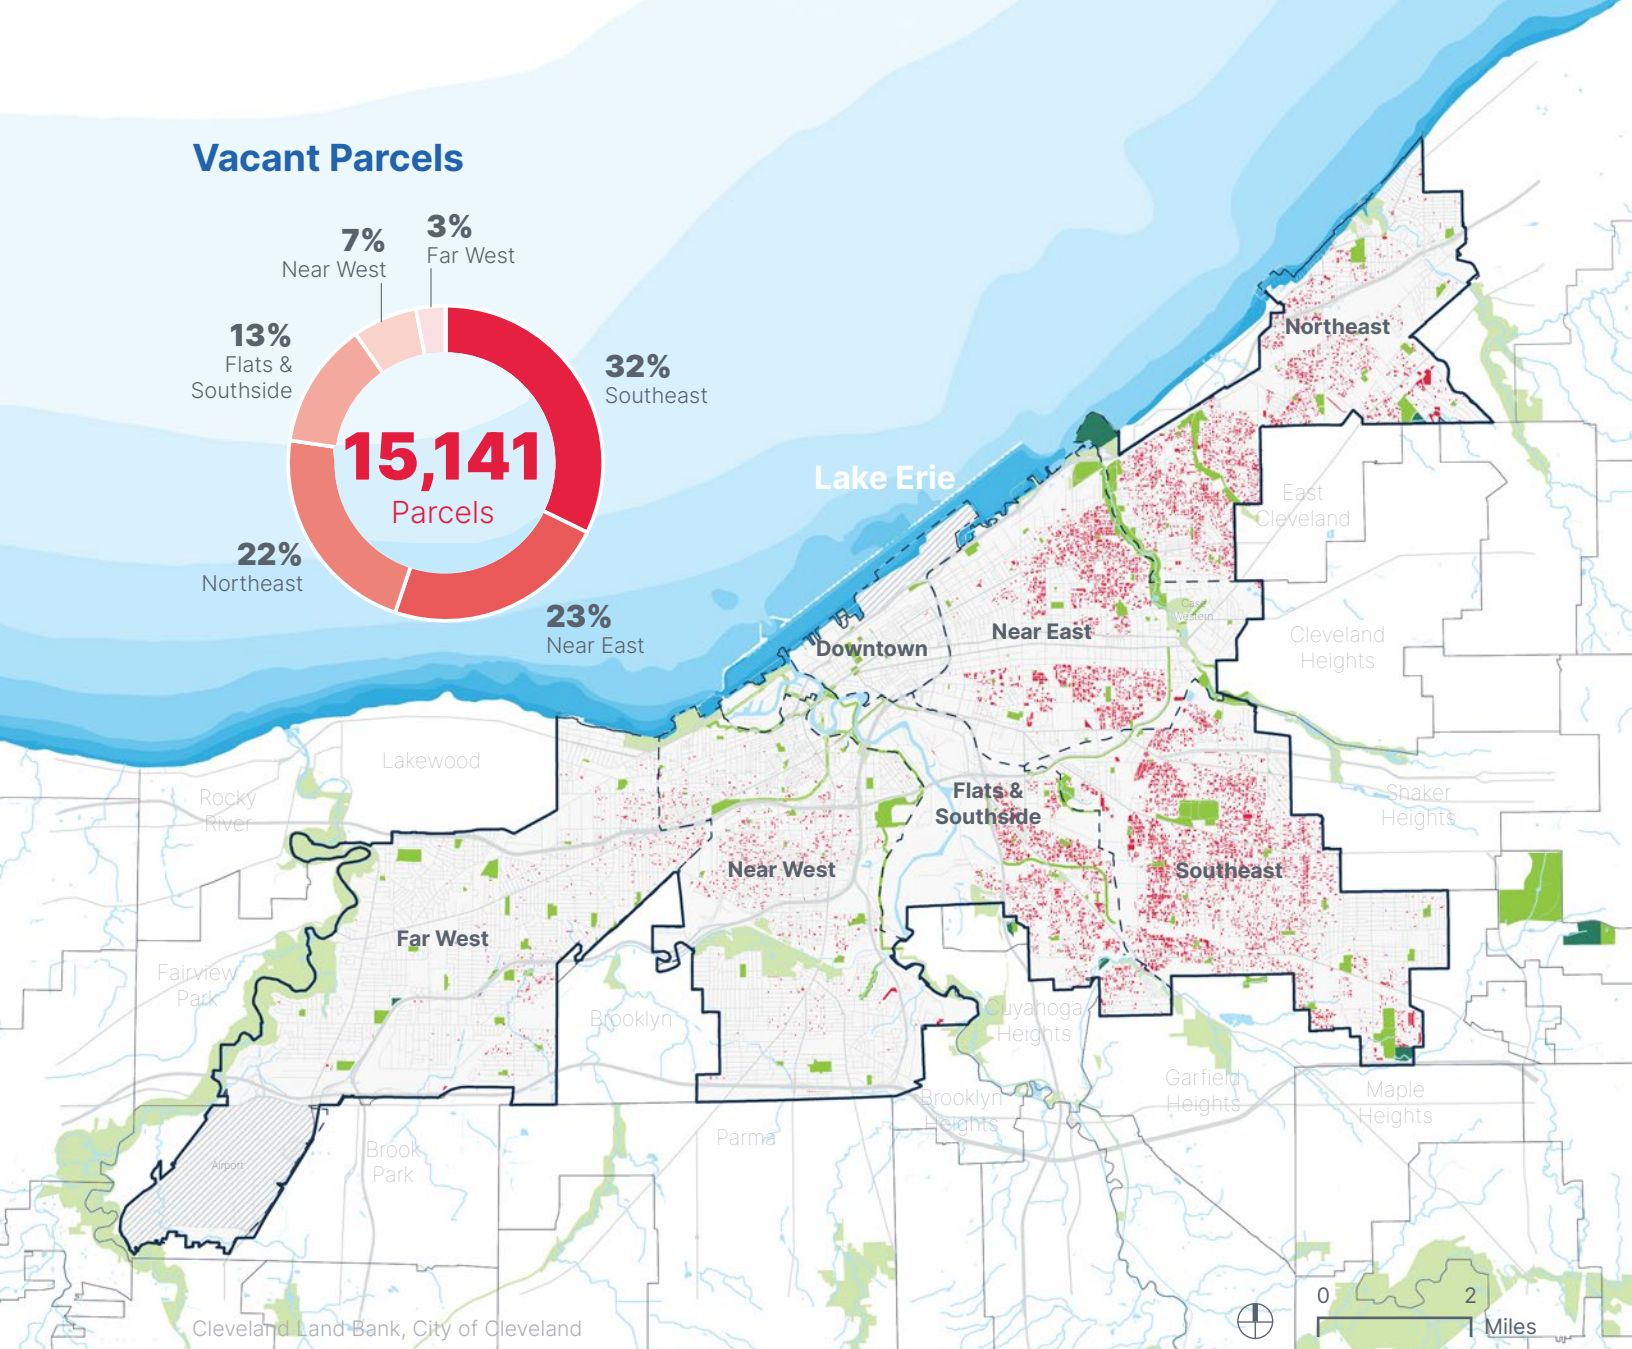 Vacant Parcels
3%
Far West
7%
Near West
13%
Flats &
Southside
32%
Southeast
15,141
Parcels
22%
Northeast
23%
Near East
Lake Erie
Northeast
East
Cleveland
Case
Western
Near East
Downtown
Cleveland
Heights
Lakewood
Rocky
River
Flats &
Southside
Shaker
Heights
Near West
Southeast
Far West
Fairview
Park
Brooklyn
Cuyahoga
Heights
Garfield
Heights
Maple
Heights
Brooklyn
Heights
Parma
Brook
Park
Airport
0
2
Miles
Cleveland Land Bank, City of Cleveland